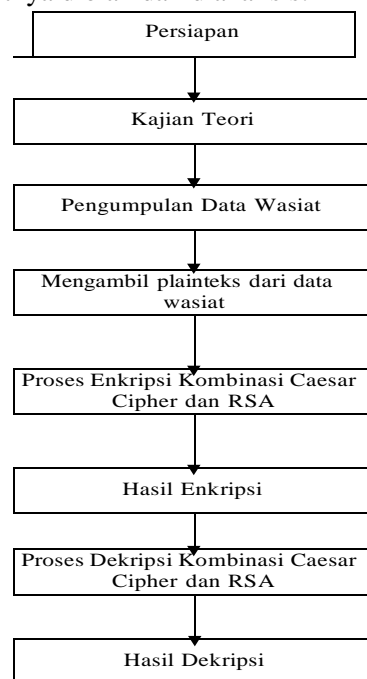 Persiapan
Kajian Teori
Pengumpulan Data Wasiat
Mengambil plainteks dari data
wasiat
Proses Enkripsi Kombinasi Caesar
Cipher dan RSA
Hasil Enkripsi
Proses Dekripsi Kombinasi Caesar
Cipher dan RSA
Hasil Dekripsi